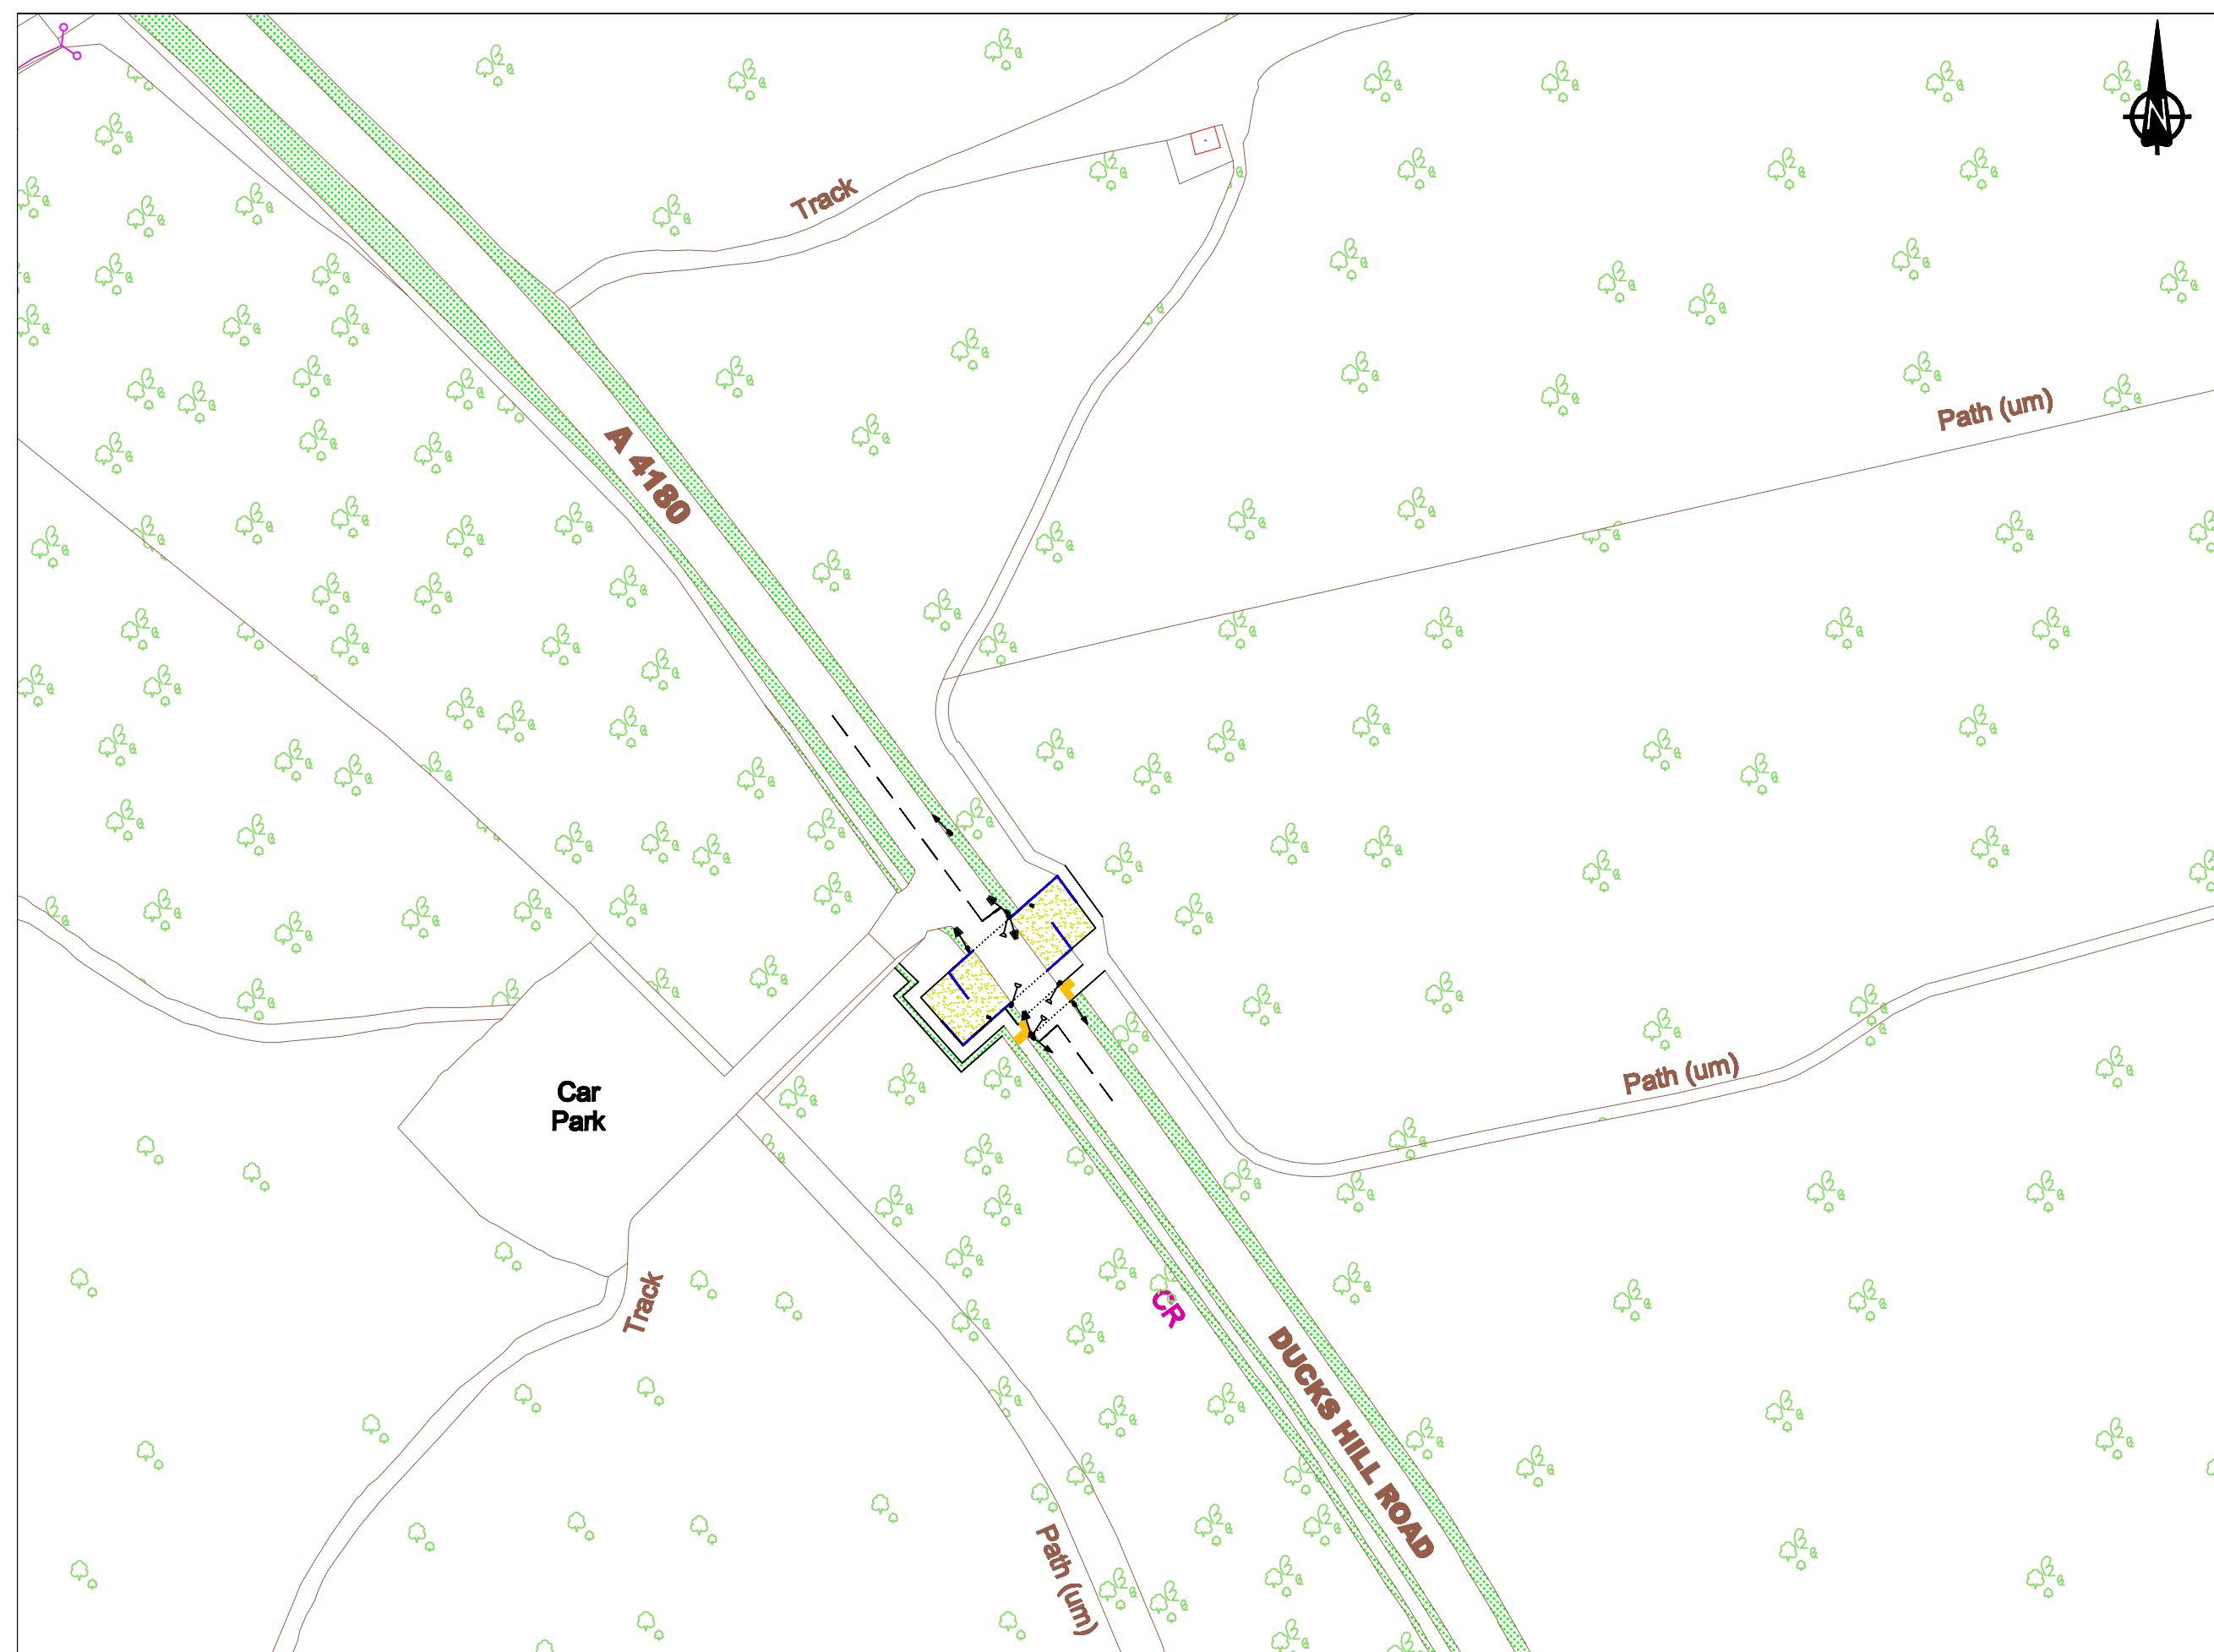 N
Track
Path (um)
A 4180
Path (um)
Car
Park
Track
CR
DUCKS HILL ROAD
Path (um)